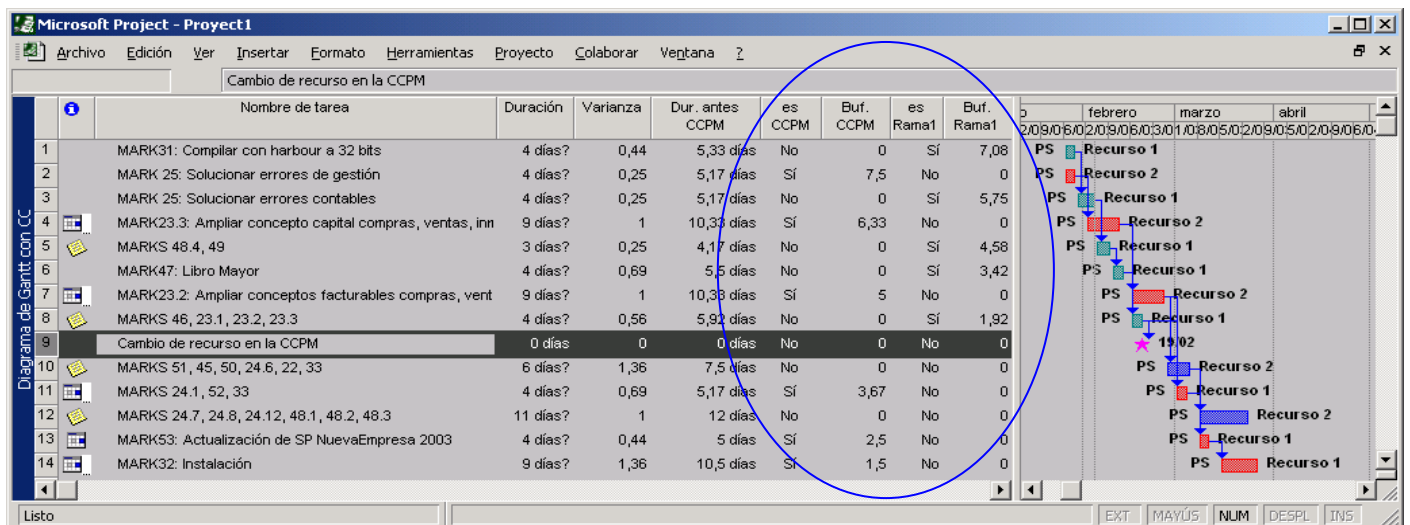 Microsoft Project - Proyect1
Archivo Edición Ver Insertar Formato Herramientas Proyecto Colaborar Ventana ?
Cambio de recurso en la CCPM
Nombre de tarea Duración Varianza Dur. antes CCPM es CCPM Buf. CCPM es Rama1 Buf. Rama1 febrero marzo abril
1 MARK31: Compilar con harbour a 32 bits 4 días? 0,44 5,33 días No 0 Sí 7,08 PS Recurso 1
2 MARK 25: Solucionar errores de gestión 4 días? 0,25 5,17 días Sí 7,5 No 0 PS Recurso 2
3 MARK 25: Solucionar errores contables 4 días? 0,25 5,17 días No 0 Sí 5,75 PS Recurso 1
4 MARK23.3: Ampliar concepto capital compras, ventas, inn 9 días? 1 10,33 días Sí 6,33 No 0 PS Recurso 2
5 MARKS 48.4, 49 3 días? 0,25 4,17 días No 0 Sí 4,58 PS Recurso 1
6 MARK47: Libro Mayor 4 días? 0,69 5,5 días No 0 Sí 3,42 PS Recurso 1
7 MARK23.2: Ampliar conceptos facturables compras, vent 9 días? 1 10,33 días Sí 5 No 0 PS Recurso 2
8 MARKS 46, 23.1, 23.2, 23.3 4 días? 0,56 5,92 días No 0 Sí 1,92 PS Recurso 1
9 Cambio de recurso en la CCPM 0 días 0 0 días No 0 No 0 19/02
10 MARKS 51, 45, 50, 24.6, 22, 33 6 días? 1,36 7,5 días No 0 No 0 PS Recurso 2
11 MARKS 24.1, 52, 33 4 días? 0,69 5,17 días Sí 3,67 No 0 PS Recurso 1
12 MARKS 24.7, 24.8, 24.12, 48.1, 48.2, 48.3 11 días? 1 12 días No 0 No 0 PS Recurso 2
13 MARK53: Actualización de SP NuevaEmpresa 2003 4 días? 0,44 5 días Sí 2,5 No 0 PS Recurso 1
14 MARK32: Instalación 9 días? 1,36 10,5 días Sí 1,5 No 0 PS Recurso 1
Diagrama de Gantt con CC
Listo EXT MAYÚS NUM DESPL INS